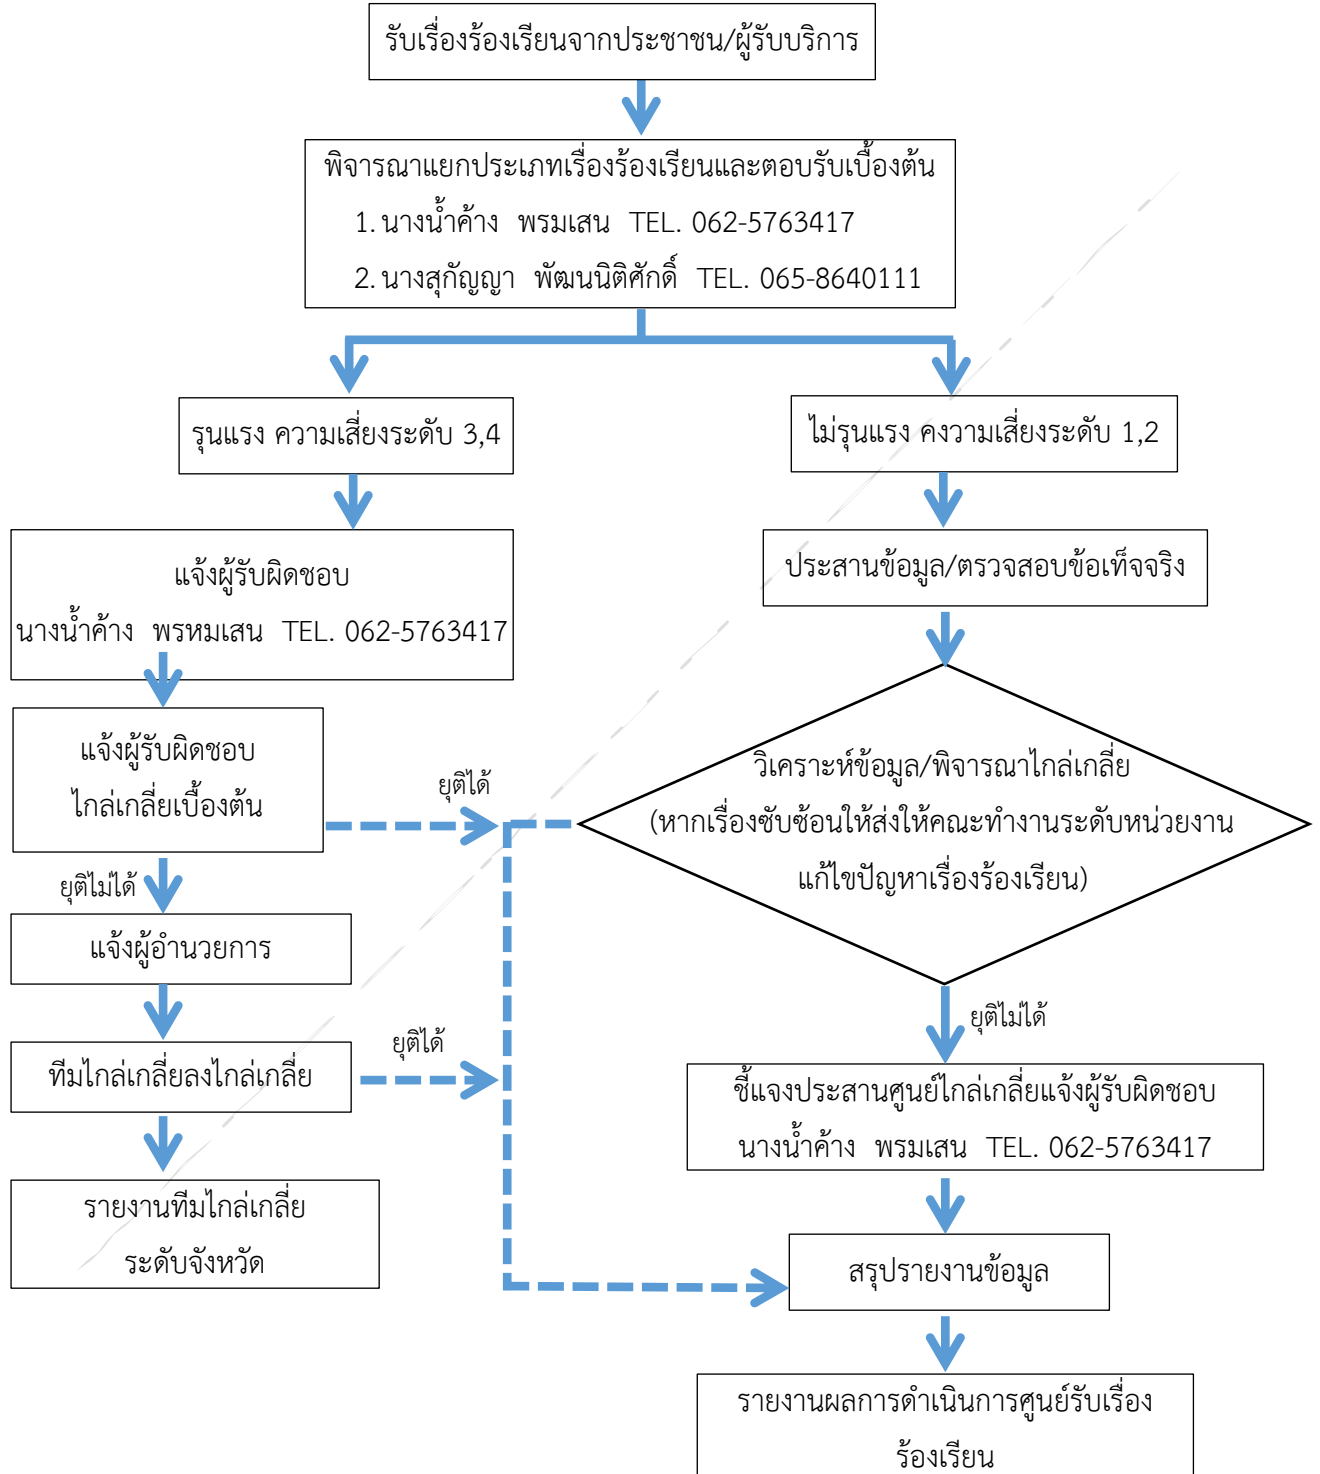 รับเรื่องร้องเรียนจากประชาชน/ผู้รับบริการ
พิจารณาแยกประเภทเรื่องร้องเรียนและตอบรับเบื้องต้น
1. นางน้ำค้าง พรมเสน TEL. 062-5763417
2. นางสุกัญญา พัฒนนิติศักดิ์ TEL. 065-8640111
รุนแรง ความเสี่ยงระดับ 3,4
ไม่รุนแรง คงวามเสี่ยงระดับ 1,2
แจ้งผู้รับผิดชอบ
นางน้ำค้าง พรหมเสน TEL. 062-5763417
ประสานข้อมูล/ตรวจสอบข้อเท็จจริง
แจ้งผู้รับผิดชอบ
ไกล่เกลี่ยเบื้องต้น
ยุติได้
วิเคราะห์ข้อมูล/พิจารณาไกล่เกลี่ย
(หากเรื่องซับซ้อนให้ส่งให้คณะทำงานระดับหน่วยงาน
แก้ไขปัญหาเรื่องร้องเรียน)
ยุติไม่ได้
แจ้งผู้อำนวยการ
ยุติได้
ทีมไกล่เกลี่ยลงไกล่เกลี่ย
ยุติไม่ได้
ชี้แจงประสานศูนย์ไกล่เกลี่ยแจ้งผู้รับผิดชอบ
นางน้ำค้าง พรมเสน TEL. 062-5763417
รายงานทีมไกล่เกลี่ย
ระดับจังหวัด
สรุปรายงานข้อมูล
รายงานผลการดำเนินการศูนย์รับเรื่อง
ร้องเรียน